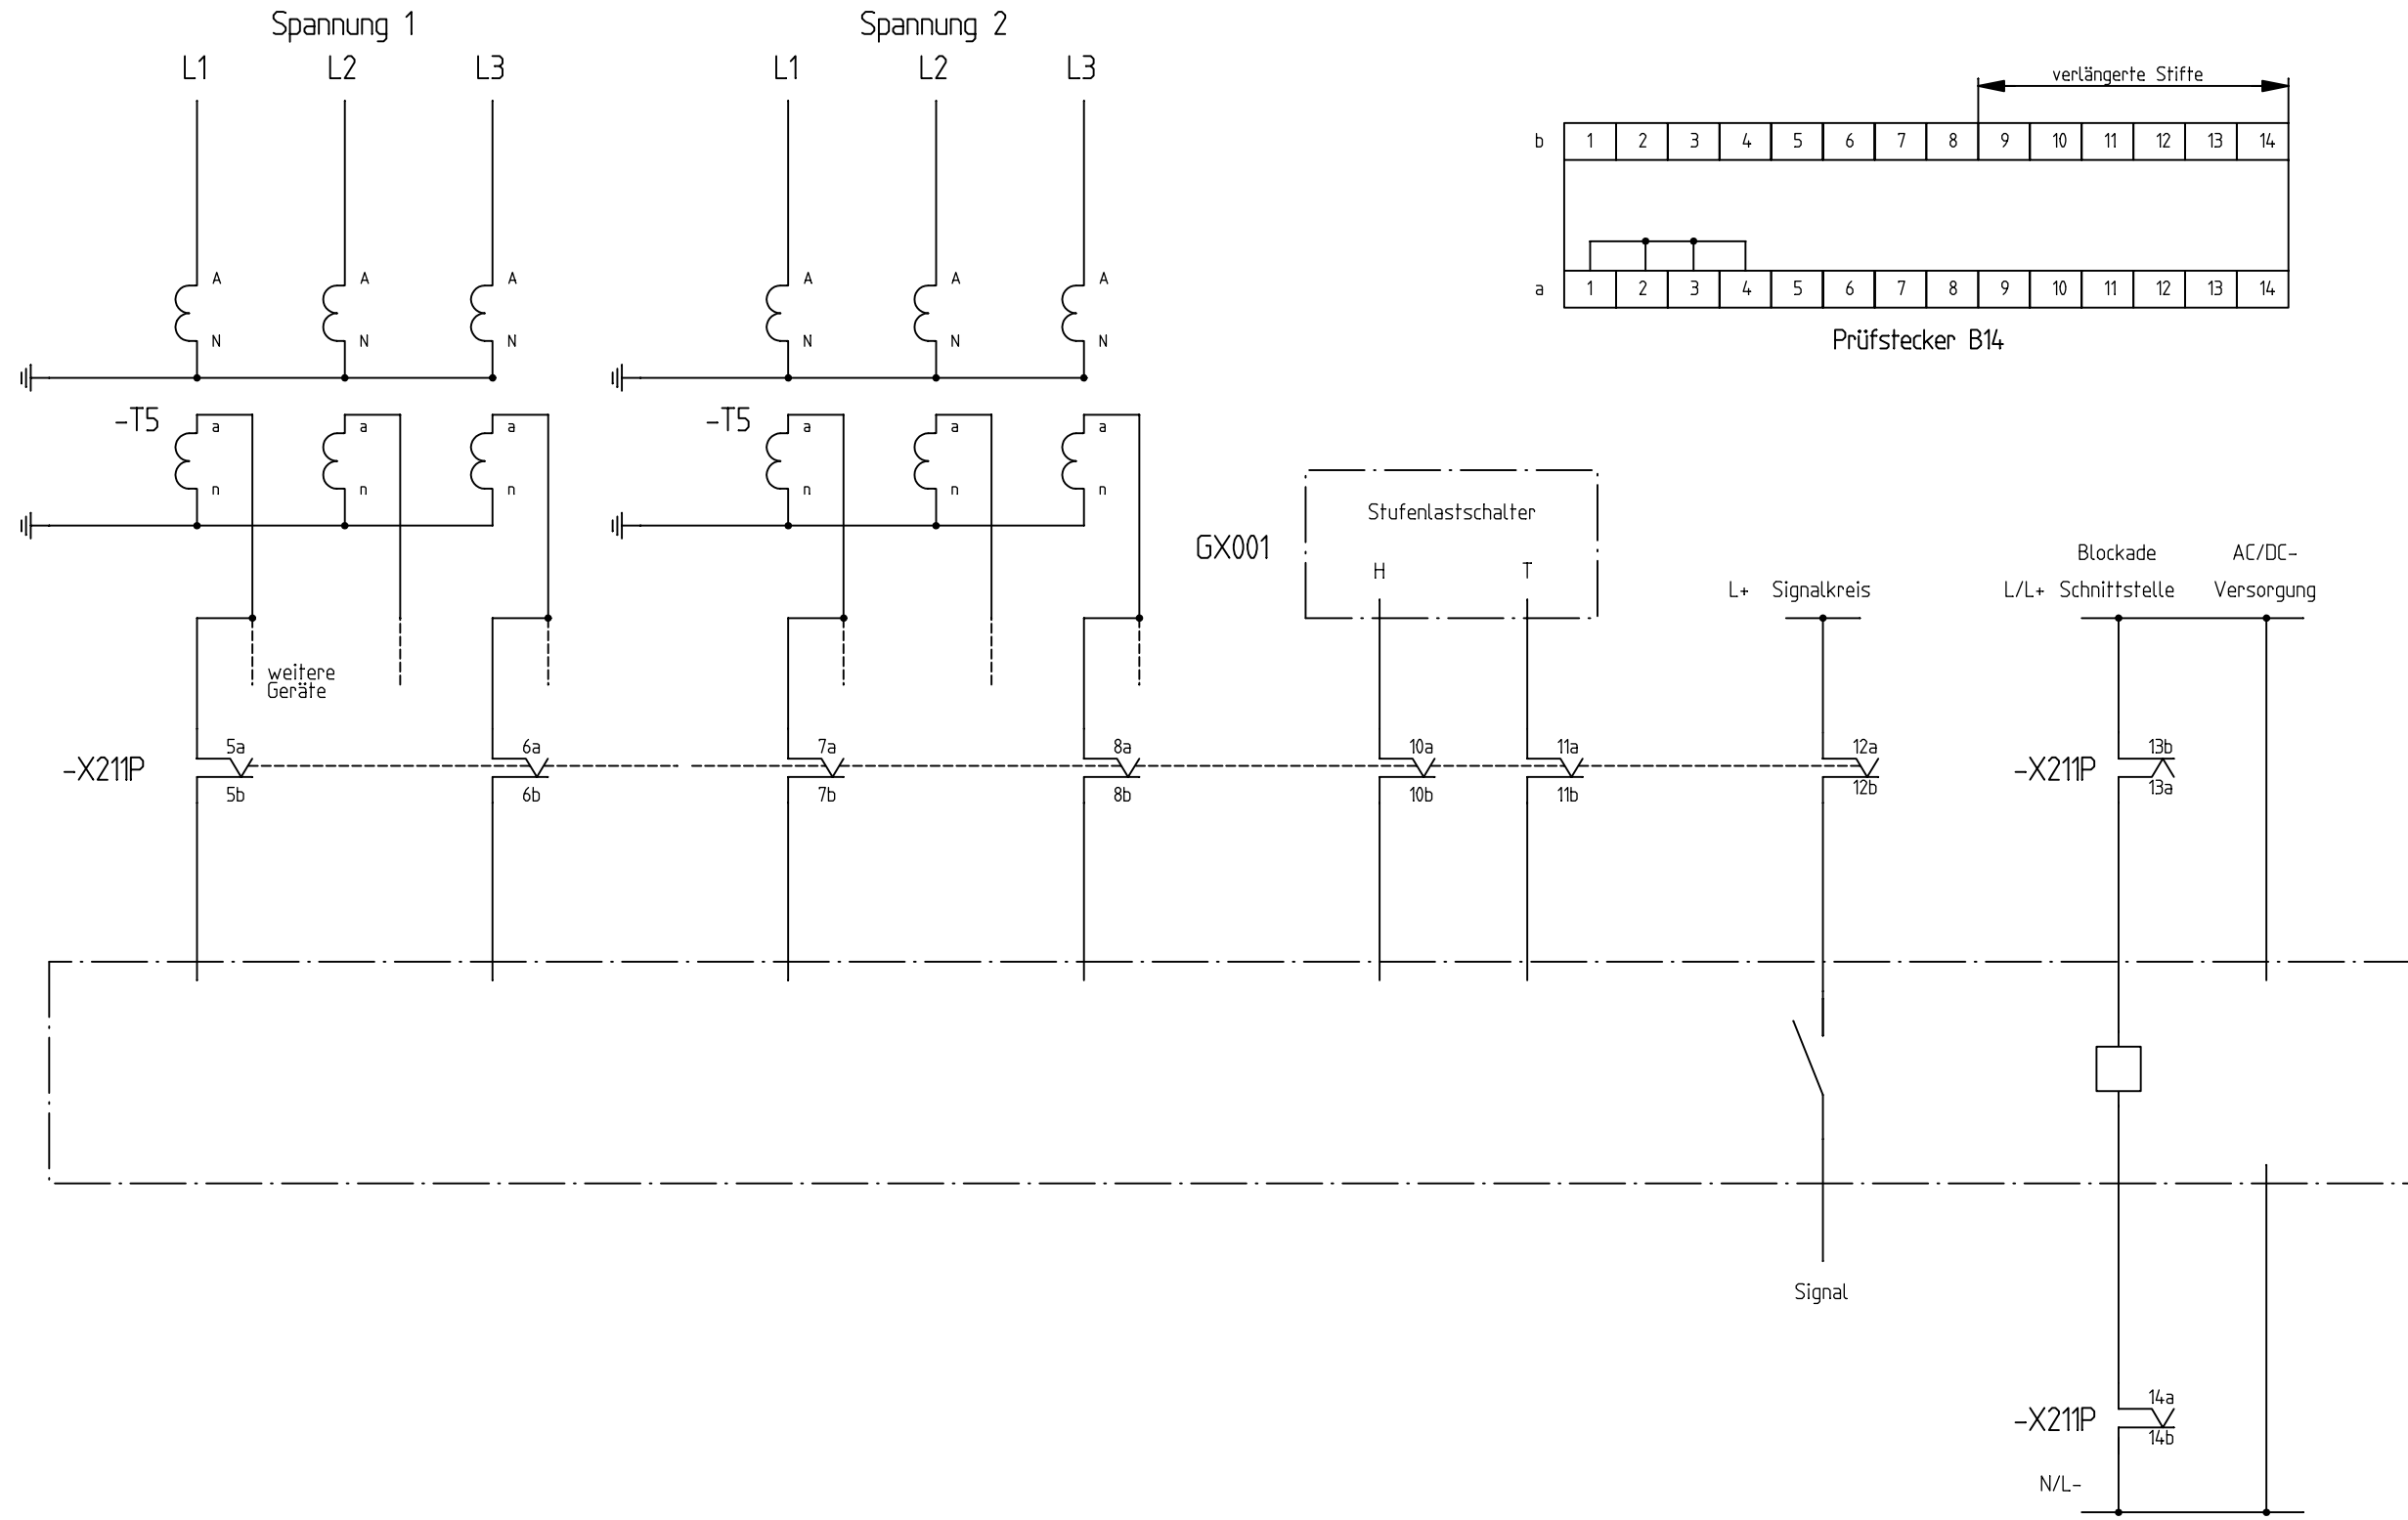 Spannung 1 Spannung 2
L1 L2 L3 L1 L2 L3
verlängerte Stifte
b 1 2 3 4 5 6 7 8 9 10 11 12 13 14
A A A A A A
a 1 2 3 4 5 6 7 8 9 10 11 12 13 14
N N N N N N
Prüfstecker B14
-T5 a a a -T5 a a a
n n n n n n
Stufenlastschalter
GX001
H T
Blockade AC/DC-
L+ Signalkreis L/L+ Schnittstelle Versorgung
weitere
Geräte
5a 6a 7a 8a 10a 11a 12a 13b
-X211P -X211P
5b 6b 7b 8b 10b 11b 12b 13a
Signal
14a
-X211P
14b
N/L-